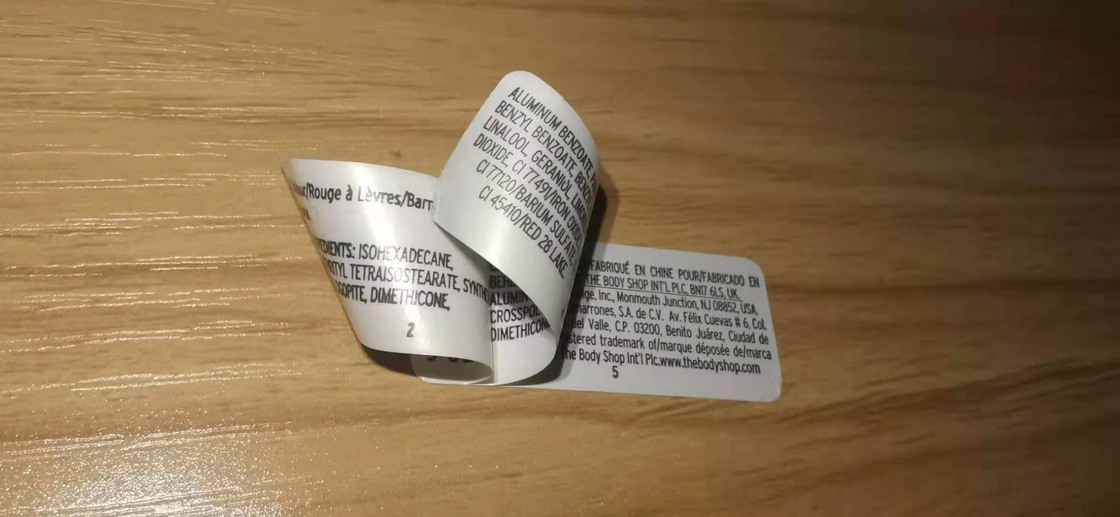 /Rouge à Lèvres/Barr
ISOHEXADECANE,
TETRAISOSTEARATE,
DIMETHICONE,
2
ALUMINUM BENZOATE,
BENZYL BENZOATE,
LINALOOL, GERANIOL,
DIOXIDE, CI 77491/IRON
CI 77120/BARIUM SULFATE,
CI 45410/RED 28 LAKE.
ALUMIN
CROSSPO
DIMETHICON
FABRIQUÉ EN CHINE POUR/FABRICADO EN
THE BODY SHOP INT'L PLC, BN17 6LS, UK,
Inc., Monmouth Junction, NJ 08852, USA.
S.A. de C.V. Av. Félix Cuevas # 6, Col.
del Valle, C.P. 03200, Benito Juárez, Ciudad de
trademark of/marque déposée de/marca
The Body Shop Int'l Plc.www.thebodyshop.com
5